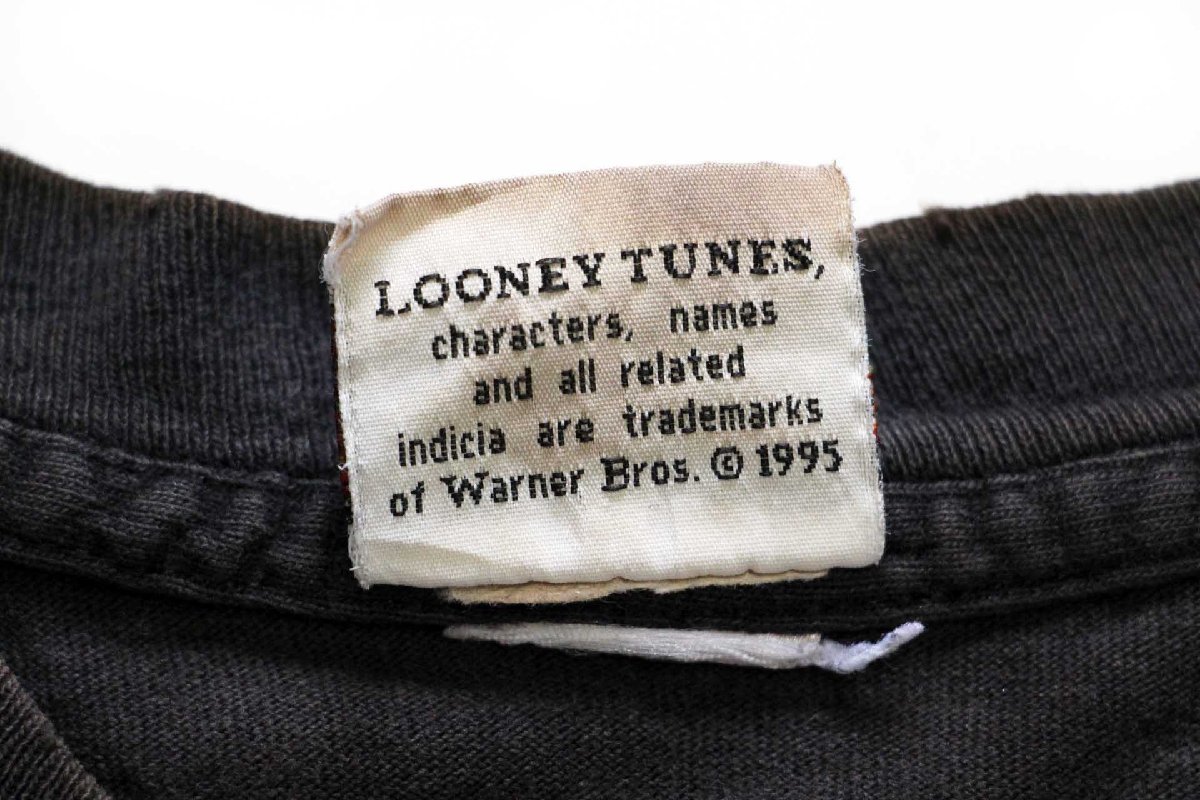 LOONEY TUNES,
characters, names
and all related
indicia are trademarks
of Warner Bros. © 1995